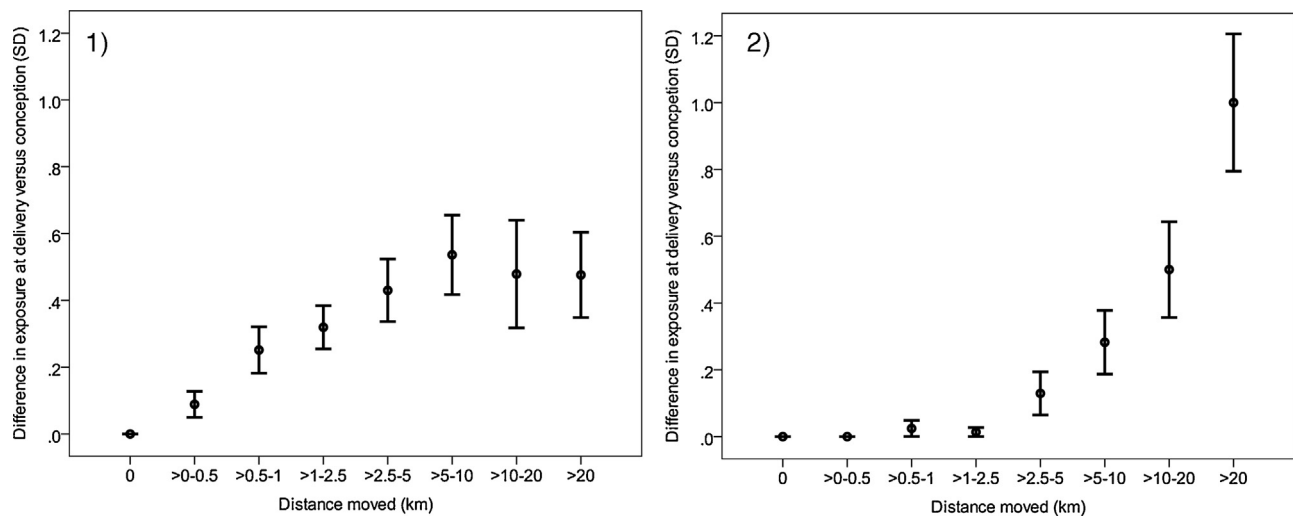 1)
Difference in exposure at delivery versus conception (SD)
1.2
1.0
.8
.6
.4
.2
.0
0 >0-0.5 >0.5-1 >1-2.5 >2.5-5 >5-10 >10-20 >20
Distance moved (km)
2)
Difference in exposure at delivery versus concpetion (SD)
1.2
1.0
.8
.6
.4
.2
.0
0 >0-0.5 >0.5-1 >1-2.5 >2.5-5 >5-10 >10-20 >20
Distance moved (km)